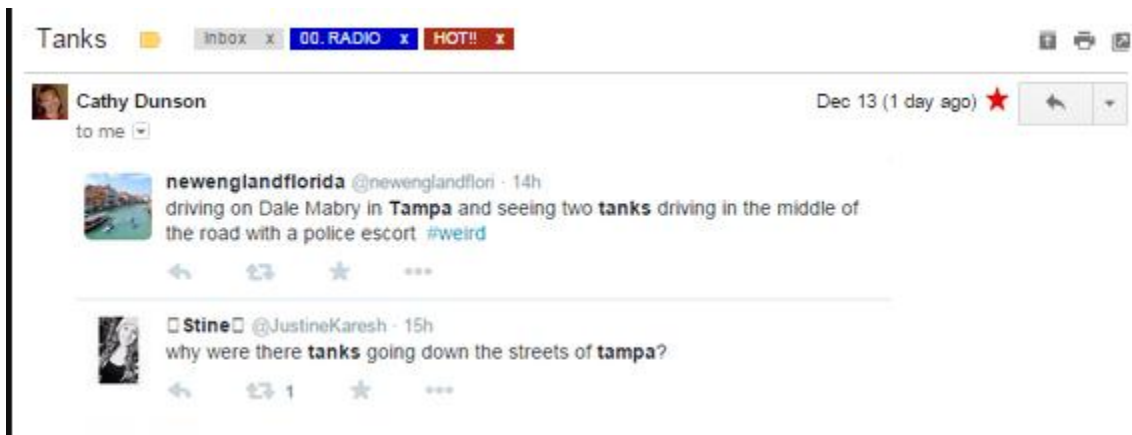 Tanks Inbox x 00. RADIO x HOT!! x
Cathy Dunson Dec 13 (1 day ago)
to me
newenglandflorida @newenglandflori · 14h
driving on Dale Mabry in Tampa and seeing two tanks driving in the middle of
the road with a police escort #weird
Stine @JustineKaresh · 15h
why were there tanks going down the streets of tampa?
1